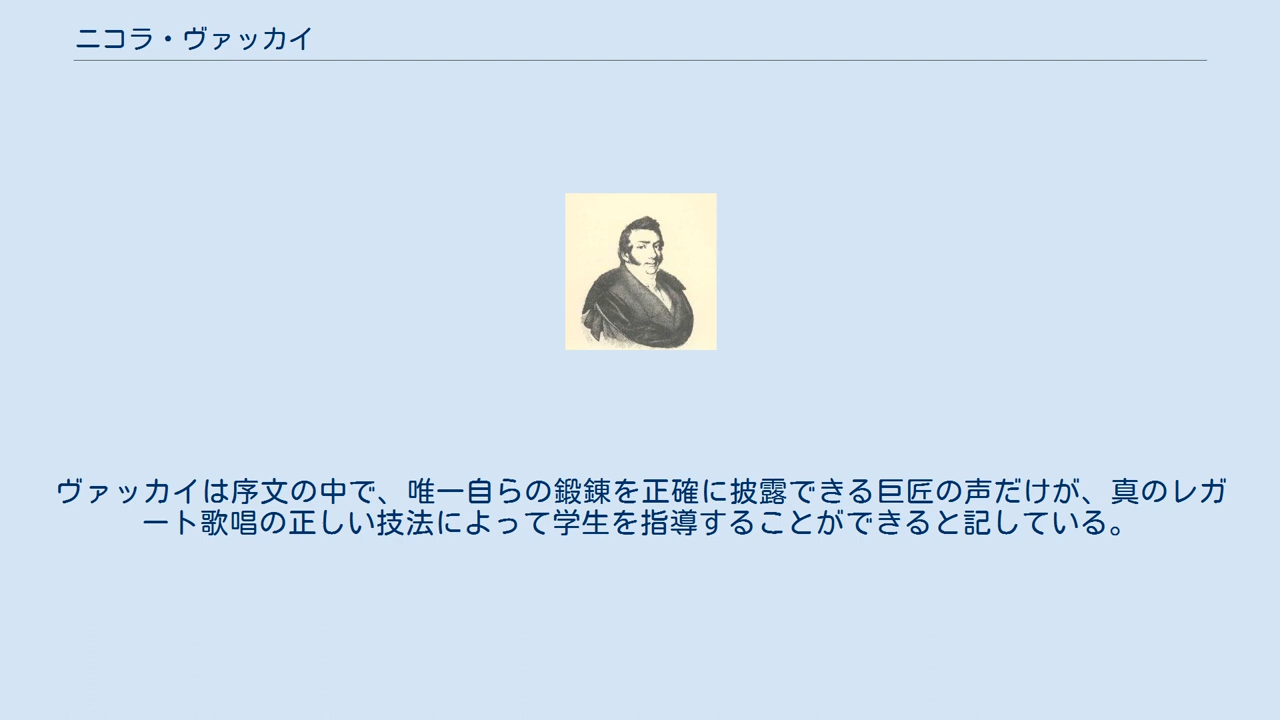 ニコラ・ヴァッカイ
ヴァッカイは序文の中で、唯一自らの鍛錬を正確に披露できる巨匠の声だけが、真のレガ
ート歌唱の正しい技法によって学生を指導することができると記している。